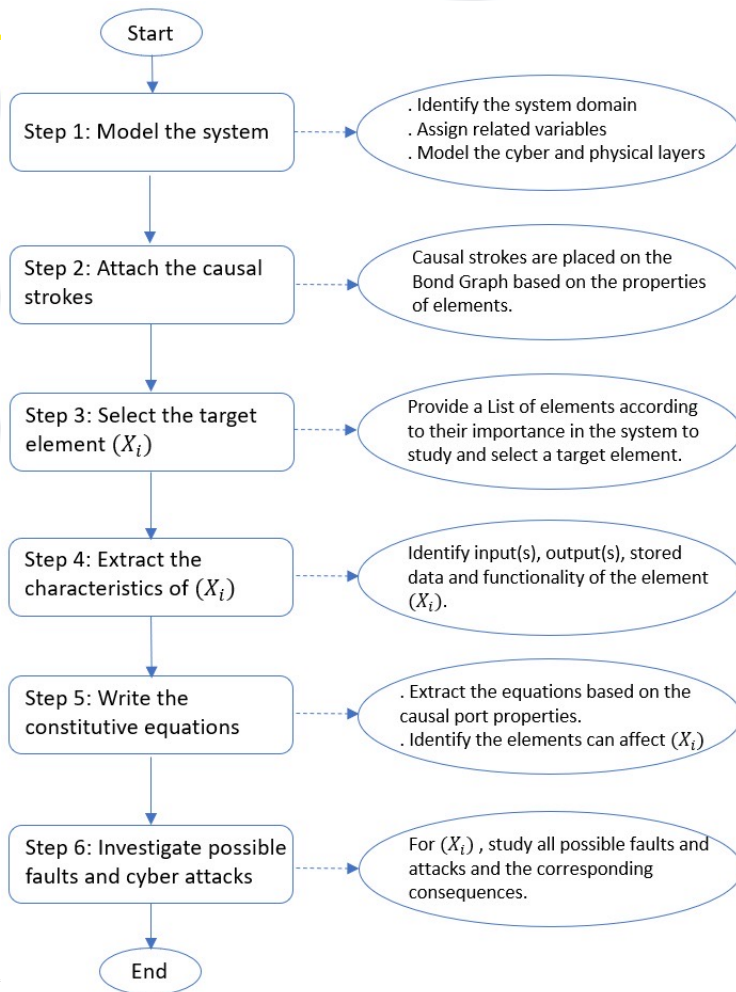 Start
Step 1: Model the system
. Identify the system domain
. Assign related variables
. Model the cyber and physical layers
Step 2: Attach the causal
strokes
Causal strokes are placed on the
Bond Graph based on the properties
of elements.
Step 3: Select the target
element (X_i)
Provide a List of elements according
to their importance in the system to
study and select a target element.
Step 4: Extract the
characteristics of (X_i)
Identify input(s), output(s), stored
data and functionality of the element
(X_i).
Step 5: Write the
constitutive equations
. Extract the equations based on the
causal port properties.
. Identify the elements can affect (X_i)
Step 6: Investigate possible
faults and cyber attacks
For (X_i) , study all possible faults and
attacks and the corresponding
consequences.
End